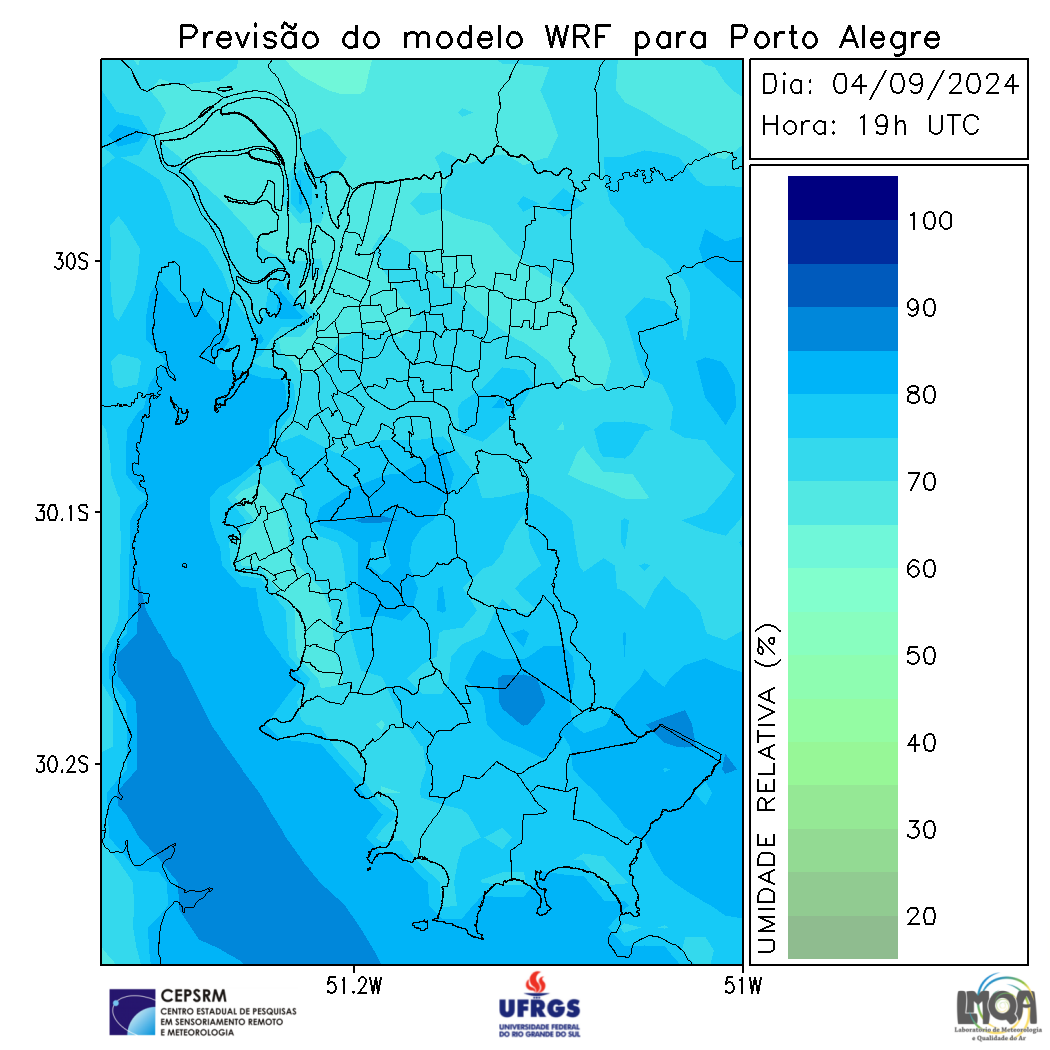 Previsão do modelo WRF para Porto Alegre
Dia: 04/09/2024
Hora: 19h UTC
30S
30.1S
30.2S
51.2W
51W
UMIDADE RELATIVA (%)
100
90
80
70
60
50
40
30
20
CEPSRM
CENTRO ESTADUAL DE PESQUISAS
EM SENSORIAMENTO REMOTO
E METEOROLOGIA
UFRGS
UNIVERSIDADE FEDERAL
DO RIO GRANDE DO SUL
LMQA
Laboratório de Meteorologia
e Qualidade do Ar